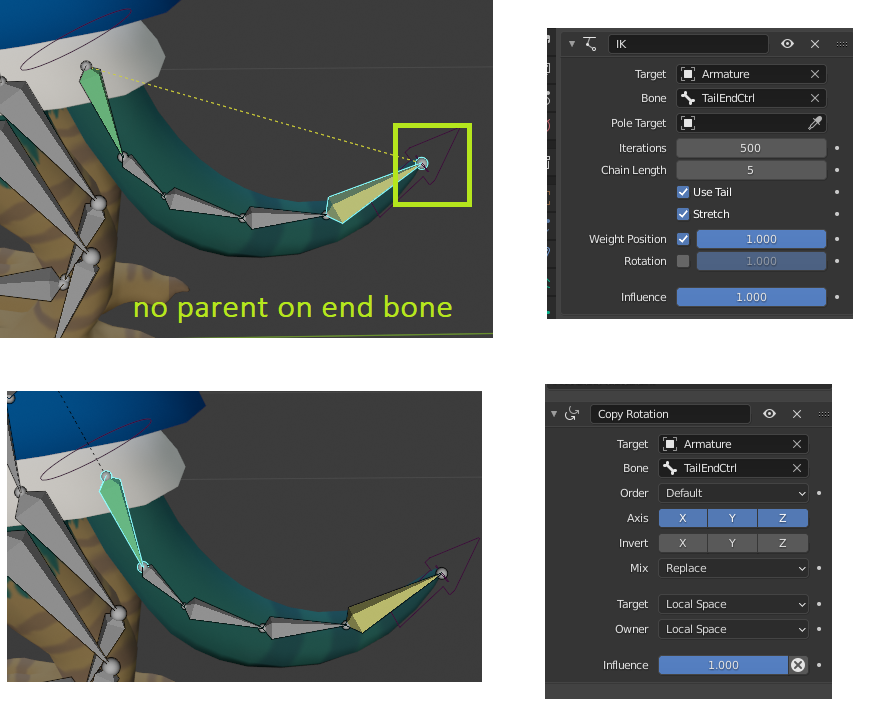 no parent on end bone
IK
Target Armature
Bone TailEndCtrl
Pole Target
Iterations 500
Chain Length 5
Use Tail
Stretch
Weight Position 1.000
Rotation 1.000
Influence 1.000
Copy Rotation
Target Armature
Bone TailEndCtrl
Order Default
Axis X Y Z
Invert X Y Z
Mix Replace
Target Local Space
Owner Local Space
Influence 1.000